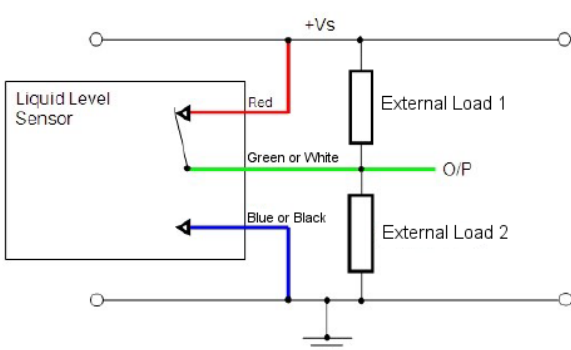 +Vs
Liquid Level
Sensor
Red
External Load 1
Green or White
O/P
Blue or Black
External Load 2